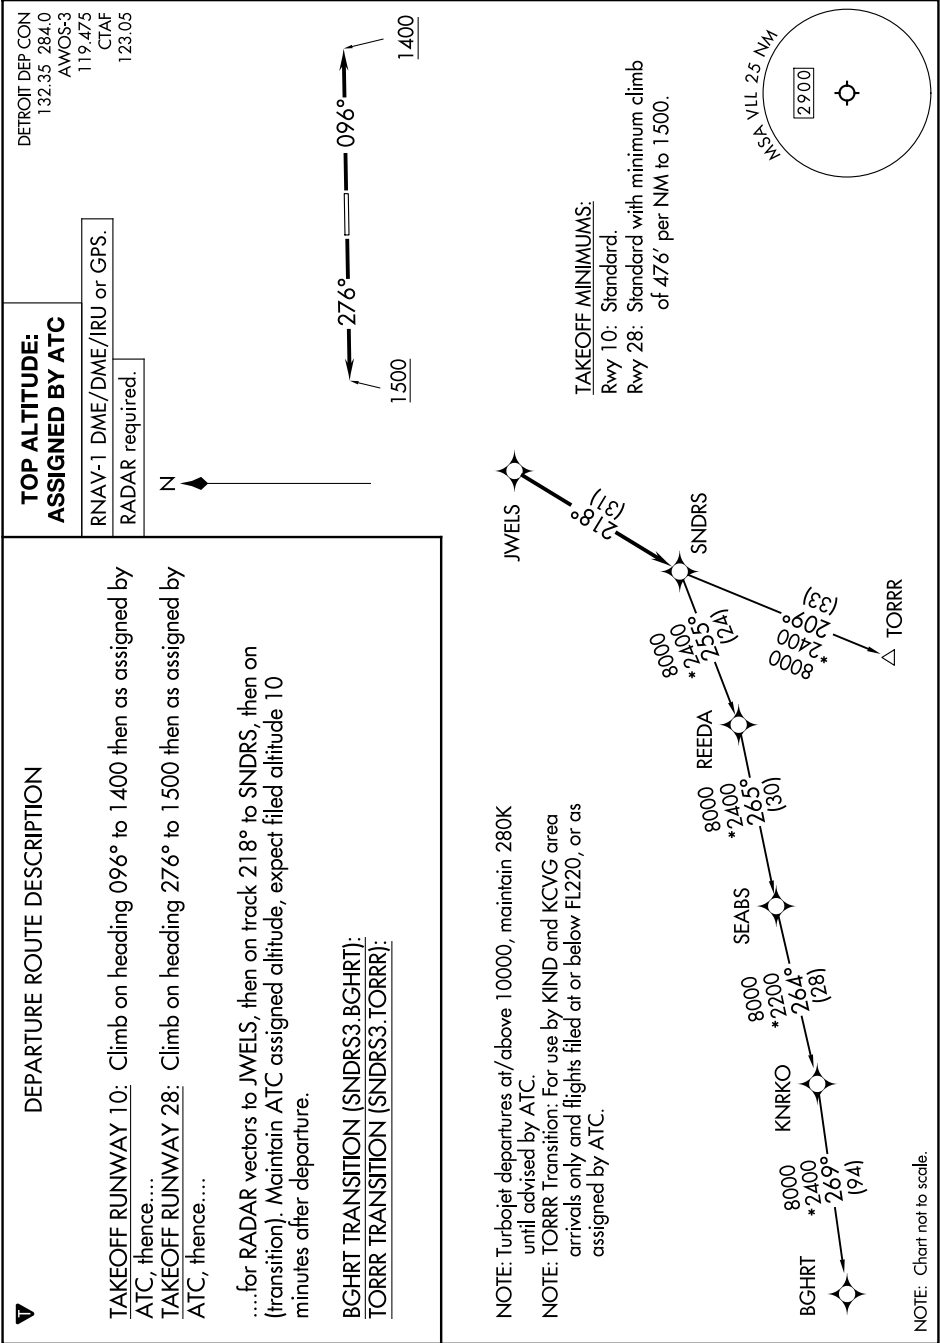 DEPARTURE ROUTE DESCRIPTION
TAKEOFF RUNWAY 10: Climb on heading 096° to 1400 then as assigned by
ATC, thence....
TAKEOFF RUNWAY 28: Climb on heading 276° to 1500 then as assigned by
ATC, thence....
....for RADAR vectors to JWELS, then on track 218° to SNDRS, then on
(transition). Maintain ATC assigned altitude, expect filed altitude 10
minutes after departure.
BGHRT TRANSITION (SNDRS3.BGHRT):
TORRR TRANSITION (SNDRS3.TORRR):
TOP ALTITUDE:
ASSIGNED BY ATC
RNAV-1 DME/DME/IRU or GPS.
RADAR required.
DETROIT DEP CON
132.35 284.0
AWOS-3
119.475
CTAF
123.05
N
276°
096°
1500
1400
NOTE: Turbojet departures at/above 10000, maintain 280K
until advised by ATC.
NOTE: TORRR Transition: For use by KIND and KCVG area
arrivals only and flights filed at or below FL220, or as
assigned by ATC.
TAKEOFF MINIMUMS:
Rwy 10: Standard.
Rwy 28: Standard with minimum climb
of 476' per NM to 1500.
MSA VLL 25 NM
2900
JWELS
218°
(31)
SNDRS
8000
*2400
255°
(24)
8000
*2400
209°
(33)
TORRR
REEDA
8000
*2400
265°
(30)
SEABS
8000
*2200
264°
(28)
KNRKO
8000
*2400
269°
(94)
BGHRT
NOTE: Chart not to scale.
T